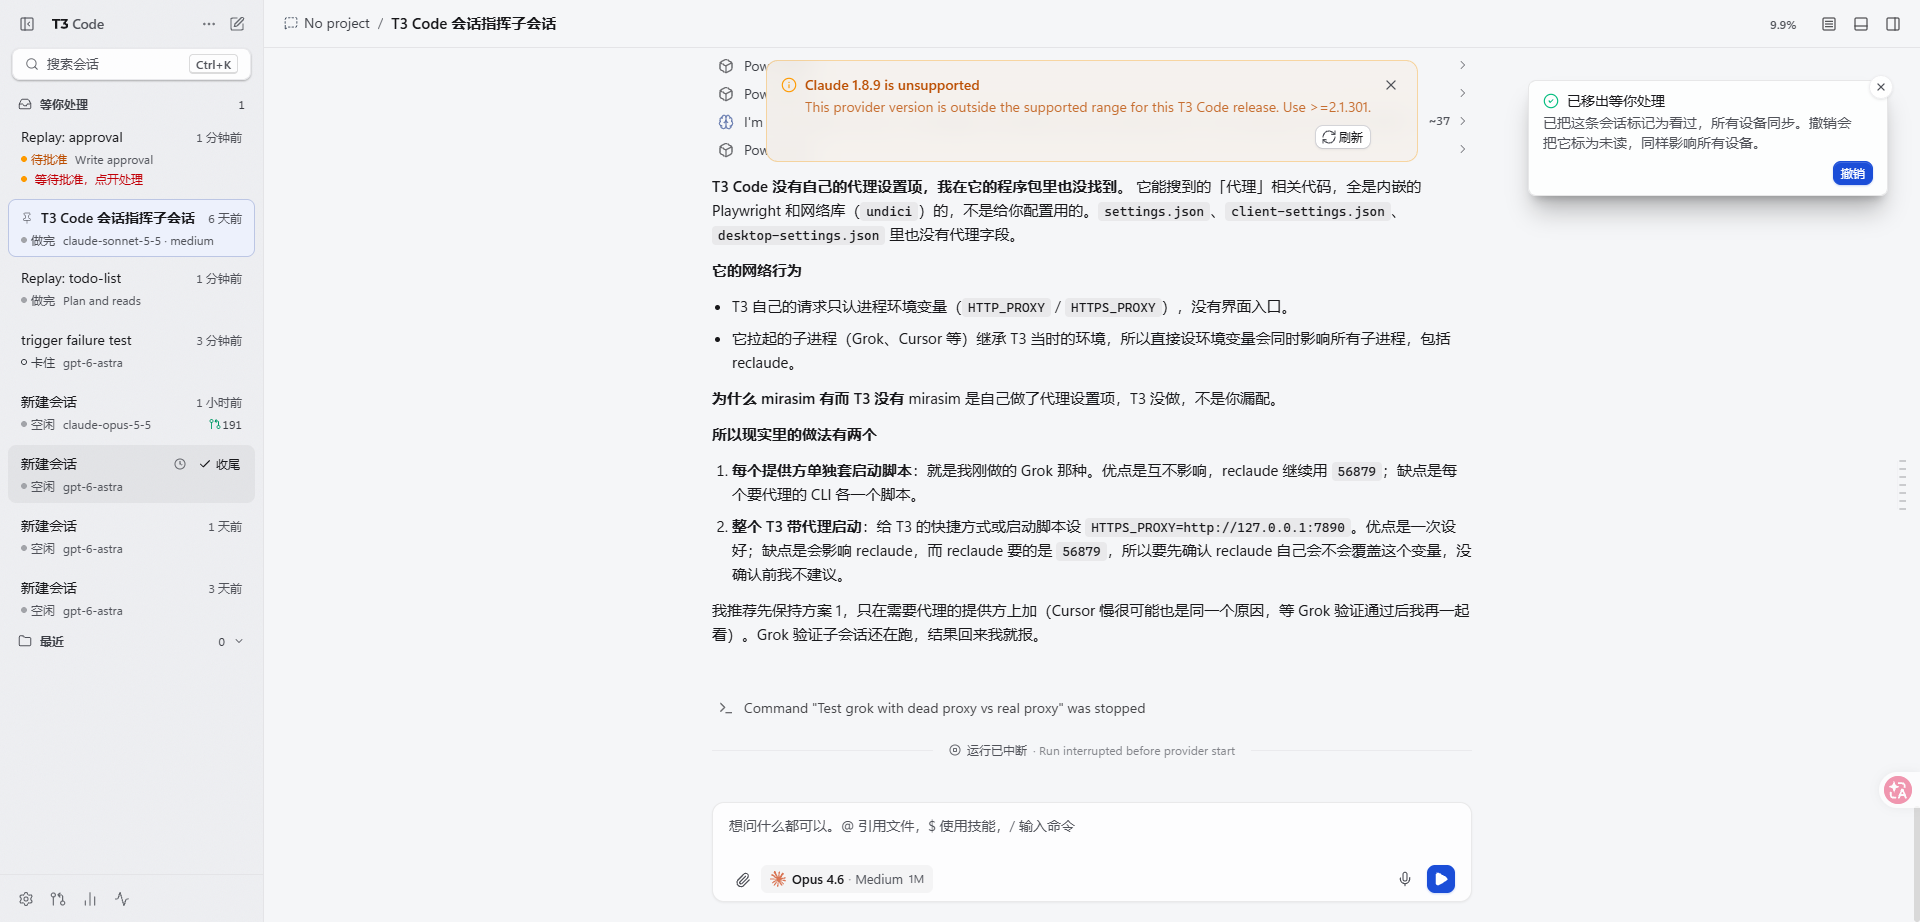 T3 Code
搜索会话 Ctrl+K
等你处理 1
Replay: approval 1 分钟前
待批准 Write approval
等待批准，点开处理
T3 Code 会话指挥子会话 6 天前
做完 claude-sonnet-5-5 · medium
Replay: todo-list 1 分钟前
做完 Plan and reads
trigger failure test 3 分钟前
卡住 gpt-6-astra
新建会话 1 小时前
空闲 claude-opus-5-5 191
新建会话 收尾
空闲 gpt-6-astra
新建会话 1 天前
空闲 gpt-6-astra
新建会话 3 天前
空闲 gpt-6-astra
最近 0
No project / T3 Code 会话指挥子会话
9.9%
Pow
Pow
I'm ~37
Pow
Claude 1.8.9 is unsupported
This provider version is outside the supported range for this T3 Code release. Use >=2.1.301.
刷新
已移出等你处理
已把这条会话标记为看过，所有设备同步。撤销会
把它标为未读，同样影响所有设备。
撤销
T3 Code 没有自己的代理设置项，我在它的程序包里也没找到。 它能搜到的「代理」相关代码，全是内嵌的
Playwright 和网络库（undici）的，不是给你配置用的。settings.json、client-settings.json、
desktop-settings.json 里也没有代理字段。
它的网络行为
• T3 自己的请求只认进程环境变量（HTTP_PROXY / HTTPS_PROXY），没有界面入口。
• 它拉起的子进程（Grok、Cursor 等）继承 T3 当时的环境，所以直接设环境变量会同时影响所有子进程，包括
reclaude。
为什么 mirasim 有而 T3 没有 mirasim 是自己做了代理设置项，T3 没做，不是你漏配。
所以现实里的做法有两个
1. 每个提供方单独套启动脚本：就是我刚做的 Grok 那种。优点是互不影响，reclaude 继续用 56879；缺点是每
个要代理的 CLI 各一个脚本。
2. 整个 T3 带代理启动：给 T3 的快捷方式或启动脚本设 HTTPS_PROXY=http://127.0.0.1:7890。优点是一次设
好；缺点是会影响 reclaude，而 reclaude 要的是 56879，所以要先确认 reclaude 自己会不会覆盖这个变量，没
确认前我不建议。
我推荐先保持方案 1，只在需要代理的提供方上加（Cursor 慢很可能也是同一个原因，等 Grok 验证通过后我再一起
看）。Grok 验证子会话还在跑，结果回来我就报。
Command "Test grok with dead proxy vs real proxy" was stopped
运行已中断 · Run interrupted before provider start
想问什么都可以。@ 引用文件，$ 使用技能，/ 输入命令
Opus 4.6 · Medium 1M